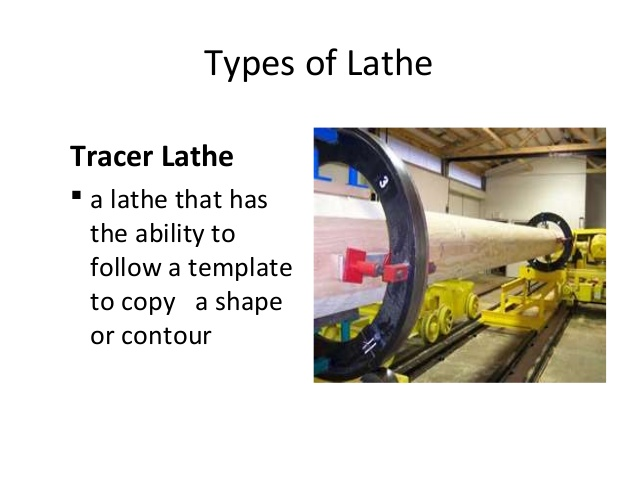 Types of Lathe
Tracer Lathe
▪ a lathe that has
the ability to
follow a template
to copy   a shape
or contour
3